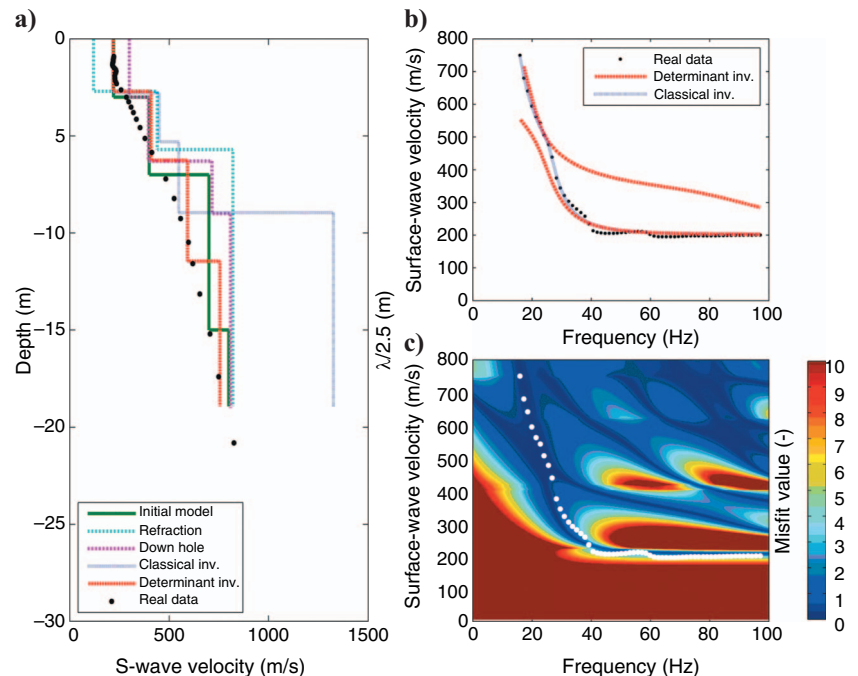 a)
0
−5
−10
−15
−20
−25
−30
Depth (m)
λ/2.5 (m)
0
500
1000
1500
S-wave velocity (m/s)
Initial model
Refraction
Down hole
Classical inv.
Determinant inv.
Real data
b)
800
700
600
500
400
300
200
100
0
Surface-wave velocity (m/s)
0
20
40
60
80
100
Frequency (Hz)
Real data
Determinant inv.
Classical inv.
c)
800
700
600
500
400
300
200
100
0
Surface-wave velocity (m/s)
0
20
40
60
80
100
Frequency (Hz)
10
9
8
7
6
5
4
3
2
1
0
Misfit value (-)